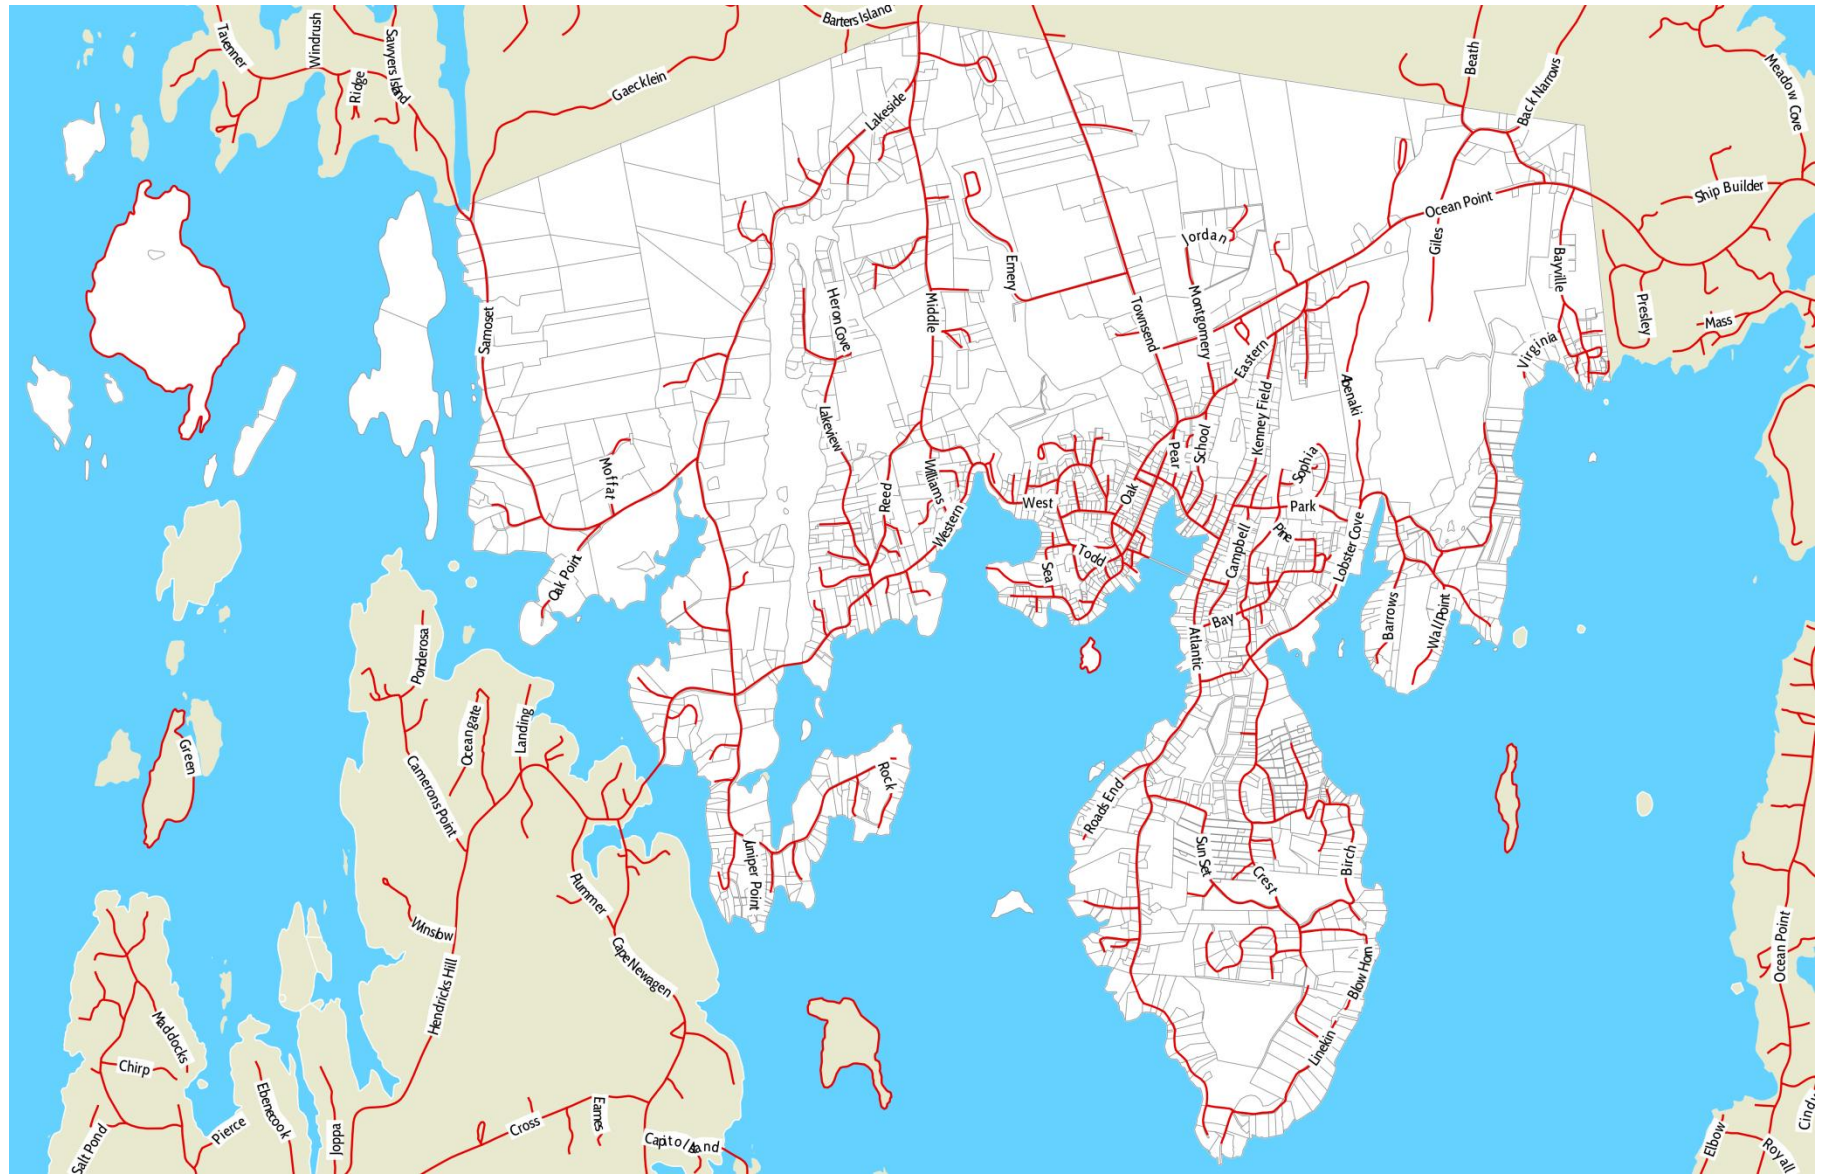 Barters Island
Tavenner
Windrush
Sawyers Island
Ridge
Gaecklein
Lakeside
Beath
Back Narrows
Meadow Cove
Ship Builder
Ocean Point
Giles
Jordan
Emery
Bayville
Samoset
Heron Cove
Middle
Townsend
Montgomery
Presley
Mass
Virginia
Eastern
Abenaki
Kenney Field
Lakeview
School
Pear
Sophia
Moffat
Williams
Reed
Oak
West
Park
Western
Pine
Campbell
Lobster Cove
Todd
Sea
Oak Point
Bay
Barrows
Wall Point
Atlantic
Ponderosa
Oceangate
Landing
Green
Camerons Point
Rock
Roads End
Juniper Point
Sun Set
Crest
Birch
Plummer
Winslow
Cape Newagen
Ocean Point
Blow Horn
Hendricks Hill
Maddocks
Linekin
Chirp
Ebenecook
Eames
Cross
Pierce
Joppa
Salt Pond
Capitol Island
Elbow
Royall